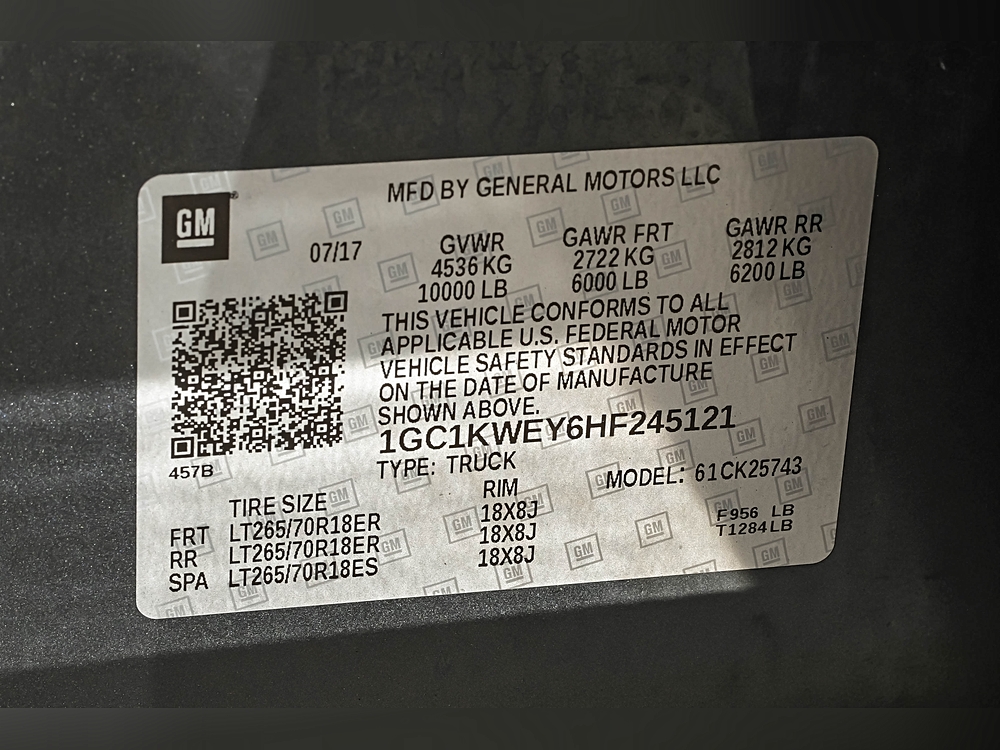 GM
MFD BY GENERAL MOTORS LLC
07/17
GVWR GAWR FRT GAWR RR
4536 KG 2722 KG 2812 KG
10000 LB 6000 LB 6200 LB
THIS VEHICLE CONFORMS TO ALL
APPLICABLE U.S. FEDERAL MOTOR
VEHICLE SAFETY STANDARDS IN EFFECT
ON THE DATE OF MANUFACTURE
SHOWN ABOVE.
1GC1KWEY6HF245121
457B
TYPE: TRUCK MODEL: 61CK25743
TIRE SIZE RIM
FRT LT265/70R18ER 18X8J
RR LT265/70R18ER 18X8J
SPA LT265/70R18ES 18X8J
F956 LB
T1284LB